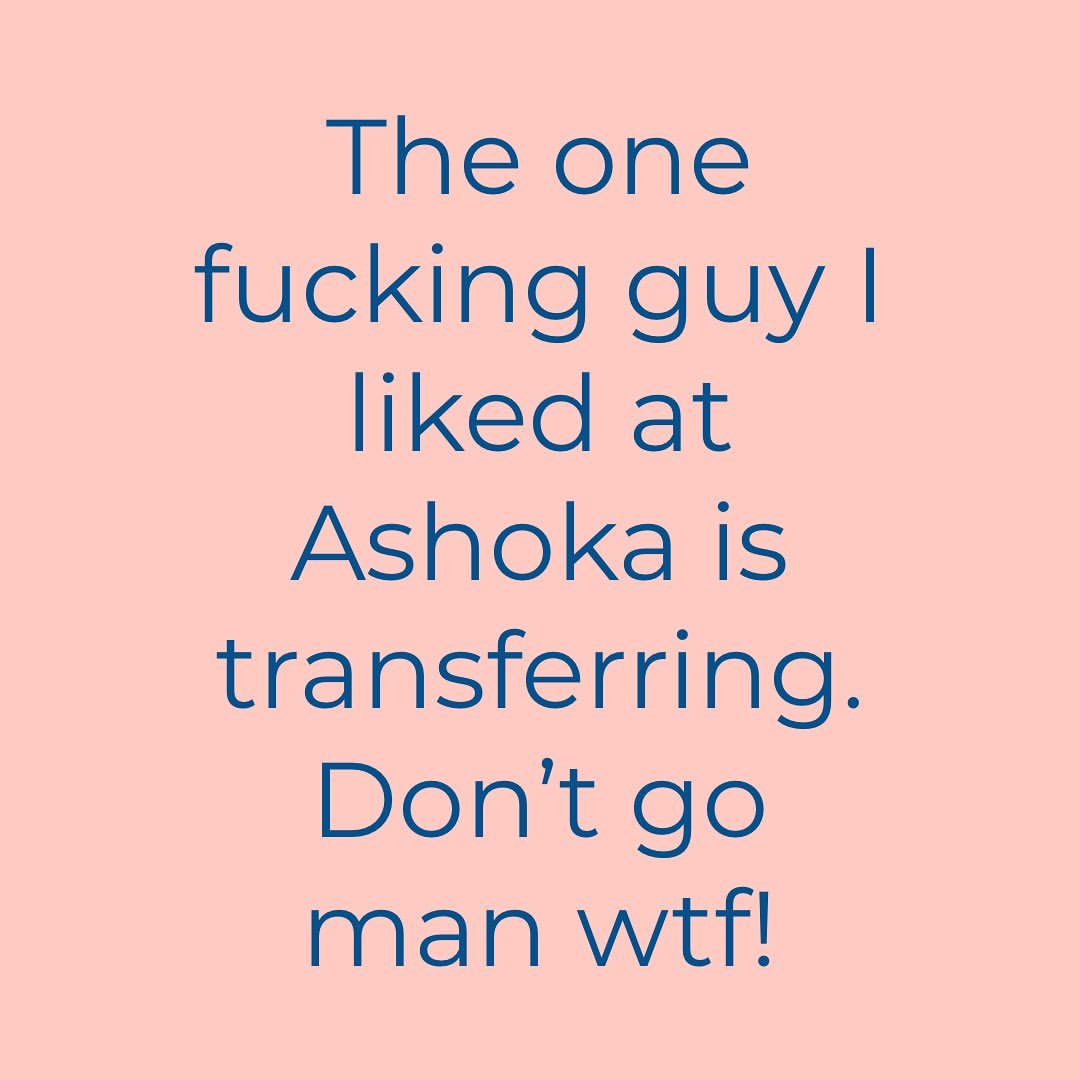 The one
fucking guy I
liked at
Ashoka is
transferring.
Don’t go
man wtf!